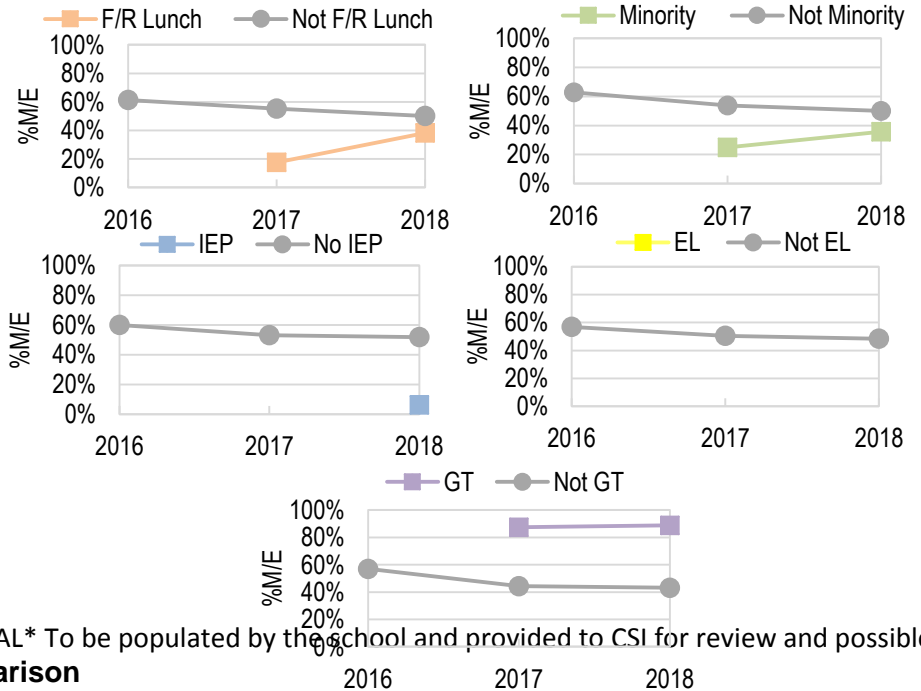 F/R Lunch Not F/R Lunch
100%
80%
60%
40%
20%
0%
%M/E
2016 2017 2018
Minority Not Minority
100%
80%
60%
40%
20%
0%
%M/E
2016 2017 2018
IEP No IEP
100%
80%
60%
40%
20%
0%
%M/E
2016 2017 2018
EL Not EL
100%
80%
60%
40%
20%
0%
%M/E
2016 2017 2018
GT Not GT
100%
80%
60%
40%
20%
0%
%M/E
2016 2017 2018
AL* To be populated by the school and provided to CSI for review and possible
arison